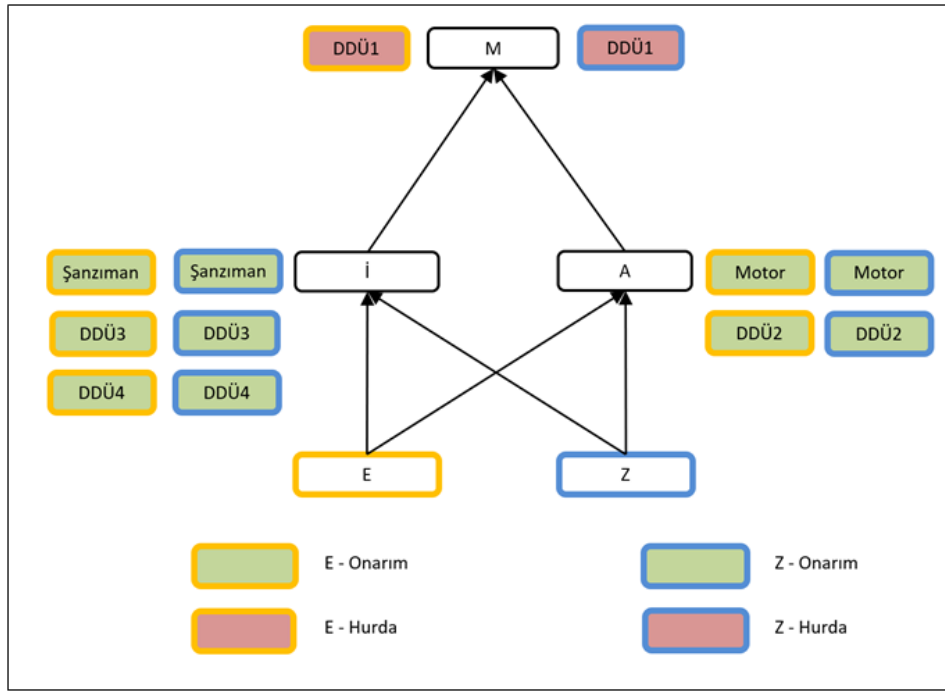 DDÜ1 M DDÜ1
Şanzıman Şanzıman İ A Motor Motor
DDÜ3 DDÜ3 DDÜ2 DDÜ2
DDÜ4 DDÜ4
E Z
E - Onarım Z - Onarım
E - Hurda Z - Hurda